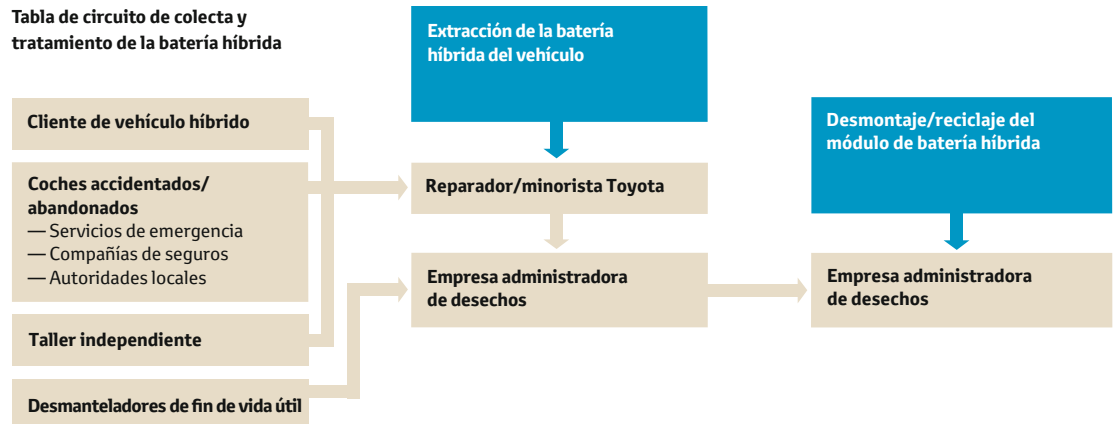 Tabla de circuito de colecta y
tratamiento de la batería híbrida
Extracción de la batería
híbrida del vehículo
Cliente de vehículo híbrido
Desmontaje/reciclaje del
módulo de batería híbrida
Coches accidentados/
abandonados
— Servicios de emergencia
— Compañías de seguros
— Autoridades locales
Reparador/minorista Toyota
Empresa administradora
de desechos
Empresa administradora
de desechos
Taller independiente
Desmanteladores de fin de vida útil